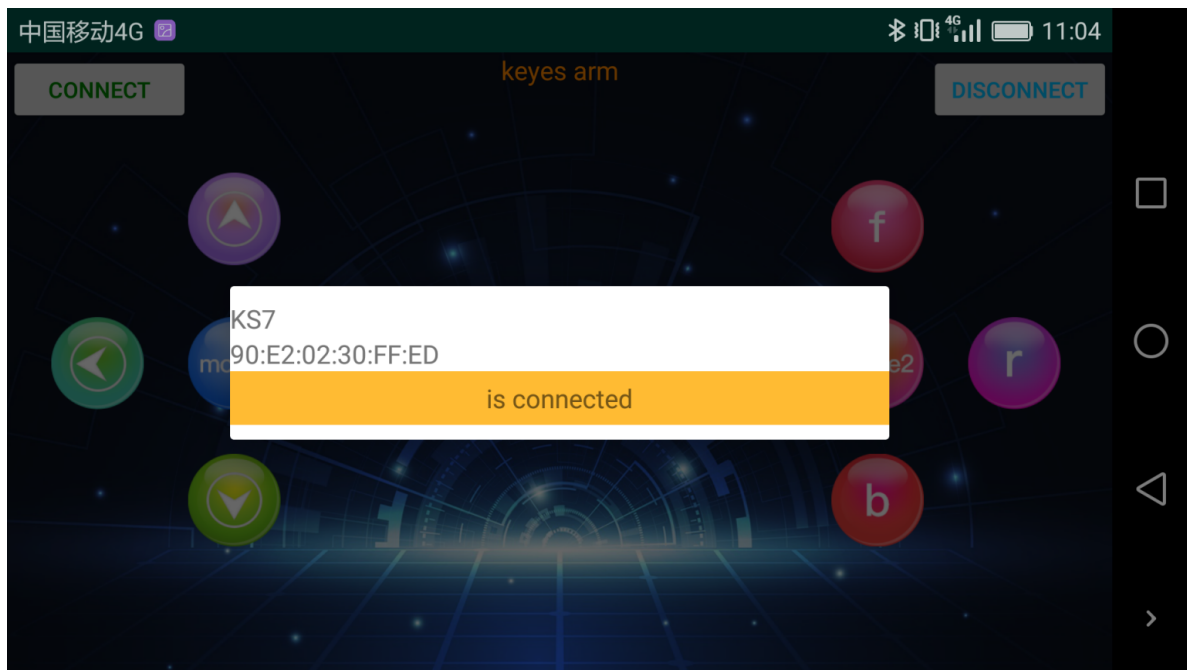 中国移动4G
4G
11:04
CONNECT
keyes arm
DISCONNECT
f
KS7
90:E2:02:30:FF:ED
is connected
r
b